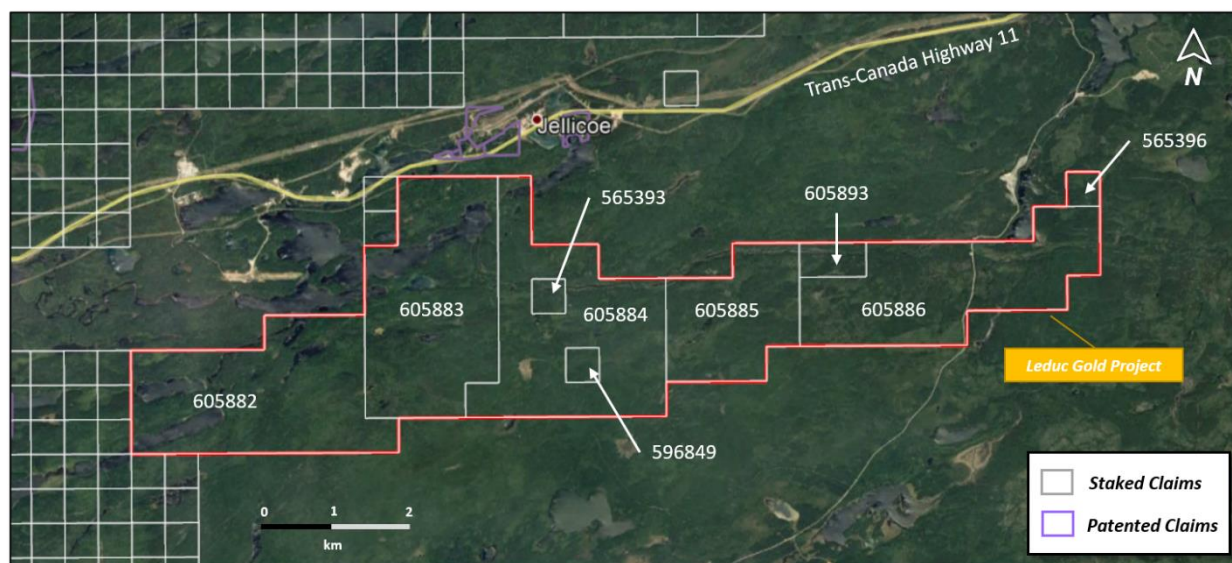 Trans-Canada Highway 11
N
Jellicoe
565396
565393
605893
605883
605884
605885
605886
Leduc Gold Project
605882
596849
Staked Claims
Patented Claims
0 1 2
km